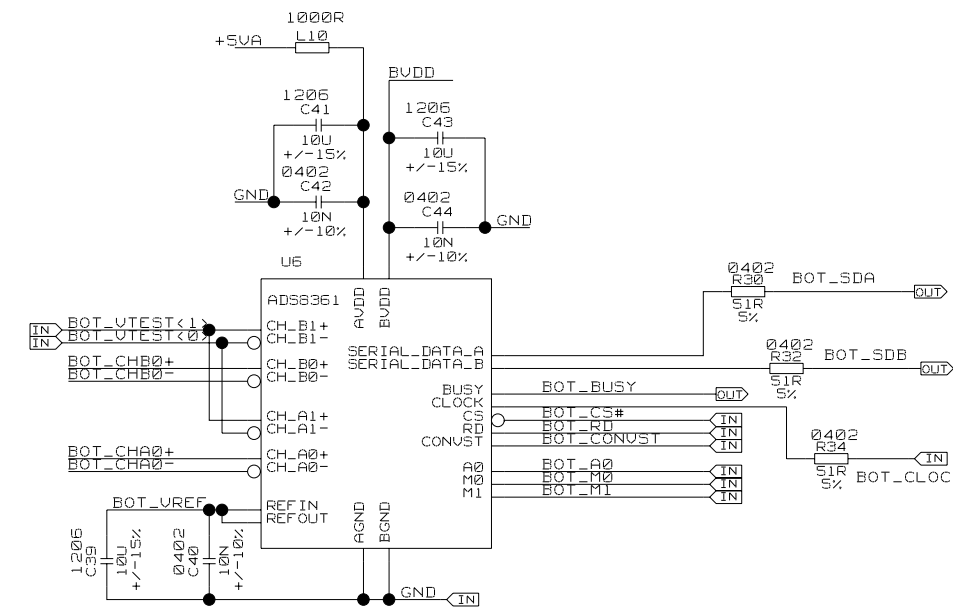 1000R
L10
+5VA
BVDD
1206
C41
10U
+/-15%
1206
C43
10U
+/-15%
0402
C42
10N
+/-10%
GND
0402
C44
10N
+/-10%
GND
U6
ADS8361
AVDD
BVDD
IN
BOT_VTEST<1>
CH_B1+
IN
BOT_VTEST<0>
CH_B1-
BOT_CHB0+
CH_B0+
BOT_CHB0-
CH_B0-
CH_A1+
CH_A1-
BOT_CHA0+
CH_A0+
BOT_CHA0-
CH_A0-
BOT_VREF
REFIN
REFOUT
AGND
BGND
SERIAL_DATA_A
SERIAL_DATA_B
BUSY
CLOCK
CS
RD
CONVST
A0
M0
M1
0402
R30
51R
5%
BOT_SDA
OUT
0402
R32
51R
5%
BOT_SDB
OUT
BOT_BUSY
OUT
BOT_CS#
IN
BOT_RD
IN
BOT_CONVST
IN
0402
R34
51R
5%
IN
BOT_CLOC
BOT_A0
IN
BOT_M0
IN
BOT_M1
IN
1206
C39
10U
+/-15%
0402
C40
10N
+/-10%
GND
IN